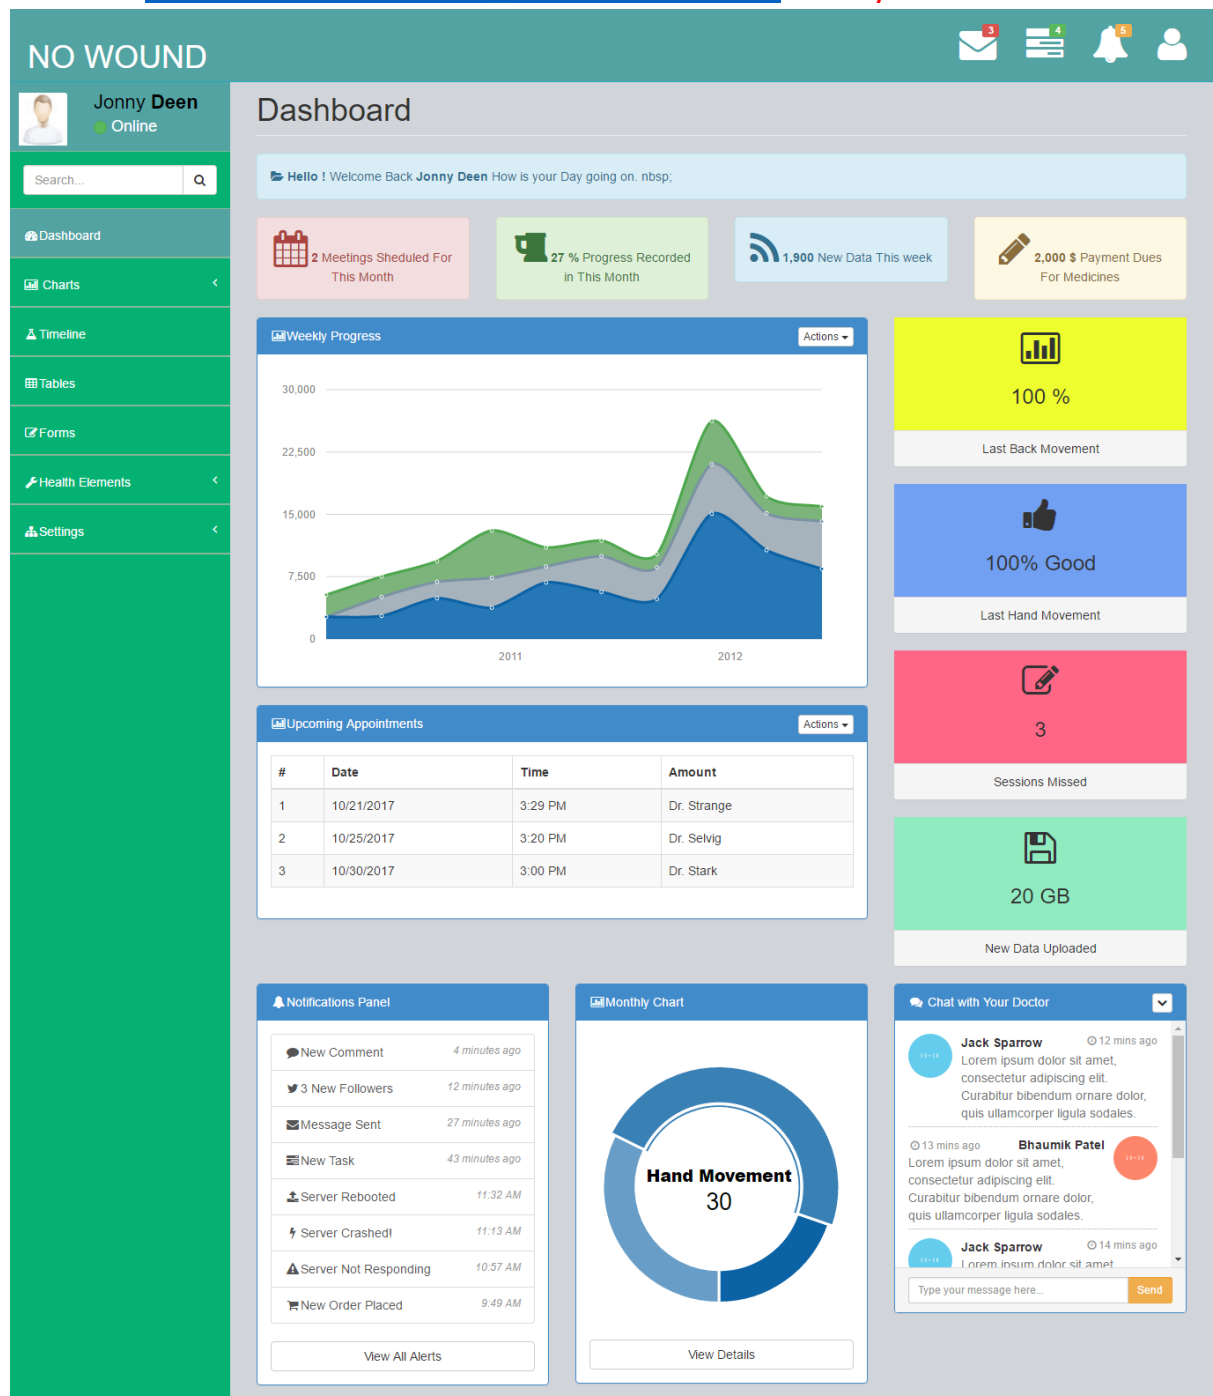 3
4
5
NO WOUND
Jonny Deen
Online
Search...
Dashboard
Charts
Timeline
Tables
Forms
Health Elements
Settings
Dashboard
Hello ! Welcome Back Jonny Deen How is your Day going on. nbsp;
2 Meetings Sheduled For
This Month
27 % Progress Recorded
in This Month
1,900 New Data This week
2,000 $ Payment Dues
For Medicines
Weekly Progress
Actions
30,000
22,500
15,000
7,500
0
2011
2012
100 %
Last Back Movement
100% Good
Last Hand Movement
3
Sessions Missed
20 GB
New Data Uploaded
Upcoming Appointments
Actions
# Date Time Amount
1 10/21/2017 3:29 PM Dr. Strange
2 10/25/2017 3:20 PM Dr. Selvig
3 10/30/2017 3:00 PM Dr. Stark
Notifications Panel
New Comment 4 minutes ago
3 New Followers 12 minutes ago
Message Sent 27 minutes ago
New Task 43 minutes ago
Server Rebooted 11:32 AM
Server Crashed! 11:13 AM
Server Not Responding 10:57 AM
New Order Placed 9:49 AM
View All Alerts
Monthly Chart
Hand Movement
30
View Details
Chat with Your Doctor
Jack Sparrow 12 mins ago
Lorem ipsum dolor sit amet,
consectetur adipiscing elit.
Curabitur bibendum ornare dolor,
quis ullamcorper ligula sodales.
13 mins ago Bhaumik Patel
Lorem ipsum dolor sit amet,
consectetur adipiscing elit.
Curabitur bibendum ornare dolor,
quis ullamcorper ligula sodales.
Jack Sparrow 14 mins ago
Lorem ipsum dolor sit amet
Type your message here...
Send